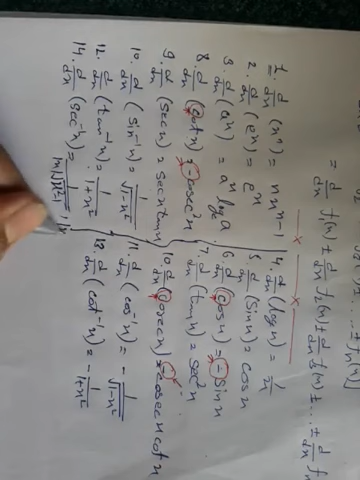 = d/dx f(x) ± d/dx f₂(x) ± d/dx f₃(x) ± ... ± d/dx f
1. d/dx (xⁿ) = n xⁿ⁻¹
4. d/dx (log x) = 1/x
2. d/dx (eˣ) = eˣ
5. d/dx (Sin x) = cos x
3. d/dx (aˣ) = aˣ log a
6. d/dx (cos x) = - Sin x
8. d/dx (cot x) = - cosec²x
7. d/dx (tan x) = sec²x
9. d/dx (sec x) = sec x tan x
10. d/dx (cosec x) = - cosec x cot x
10. d/dx (sin⁻¹x) = 1/√1-x²
11. d/dx (cos⁻¹x) = - 1/√1-x²
12. d/dx (tan⁻¹x) = 1/1+x²
13. d/dx (cot⁻¹x) = - 1/1+x²
14. d/dx (sec⁻¹x) = 1/|x|√x²-1